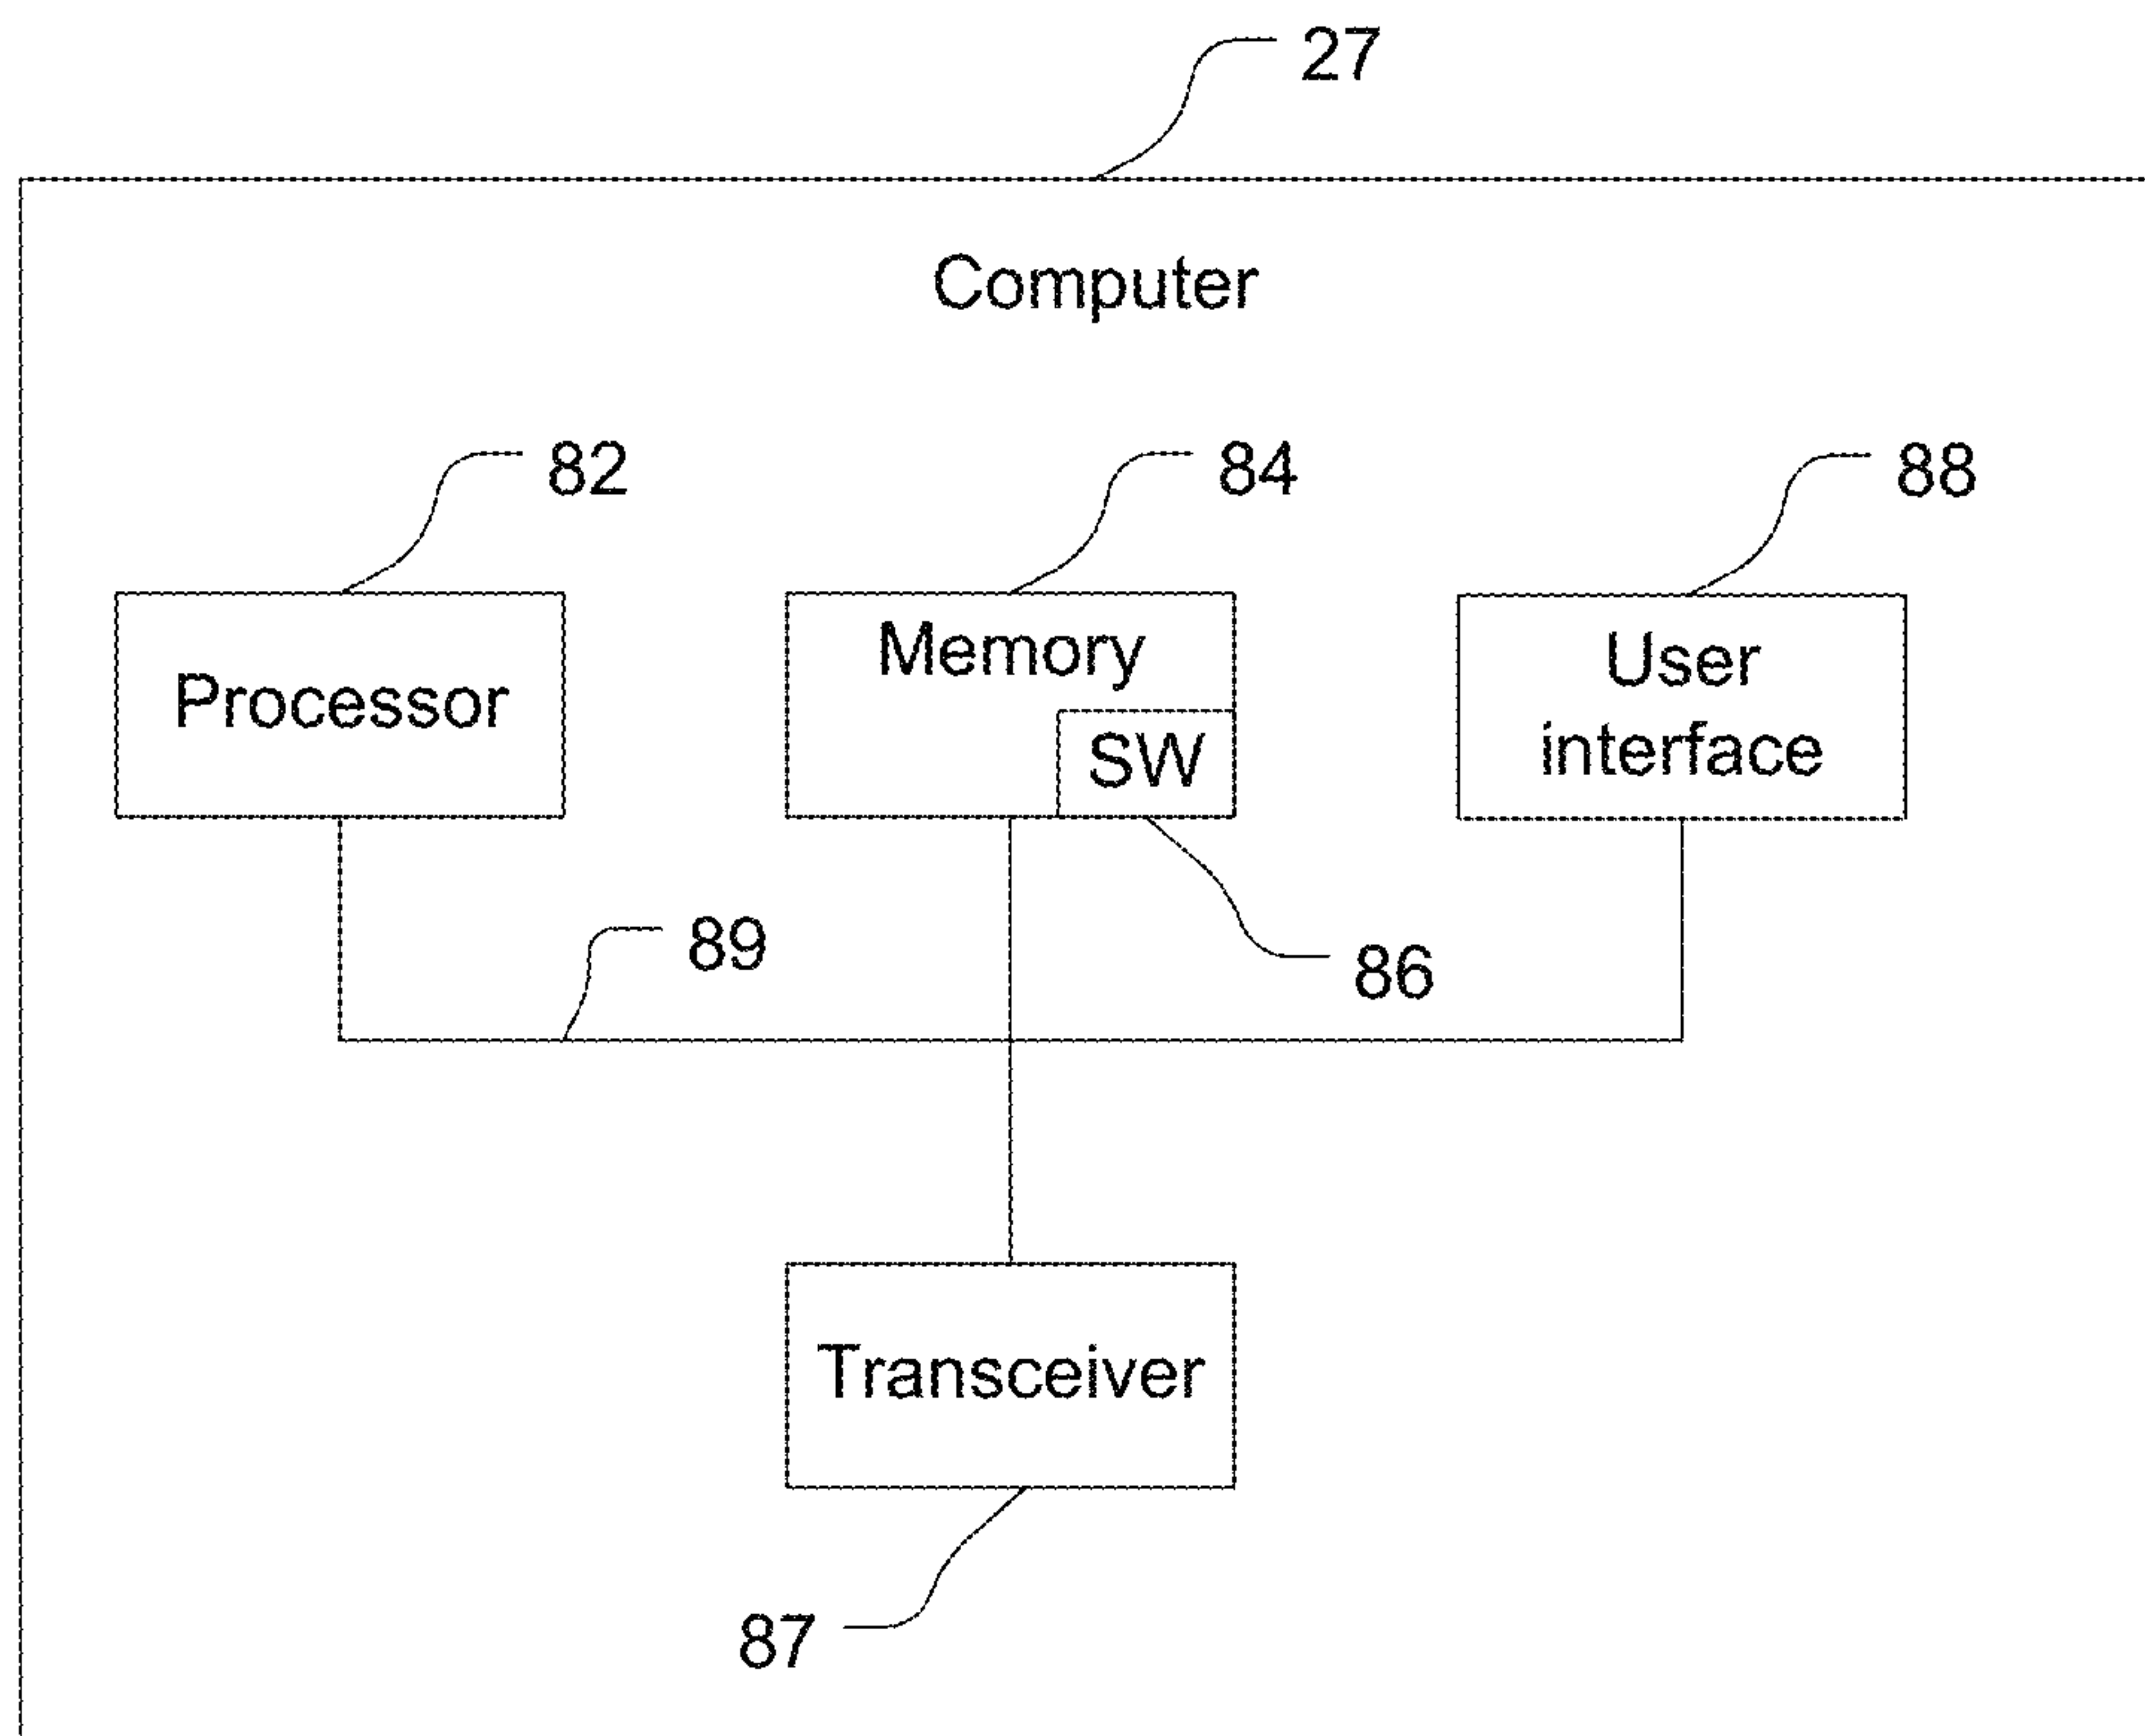 27
Computer
82
84
88
Processor
Memory
SW
User
interface
89
86
Transceiver
87